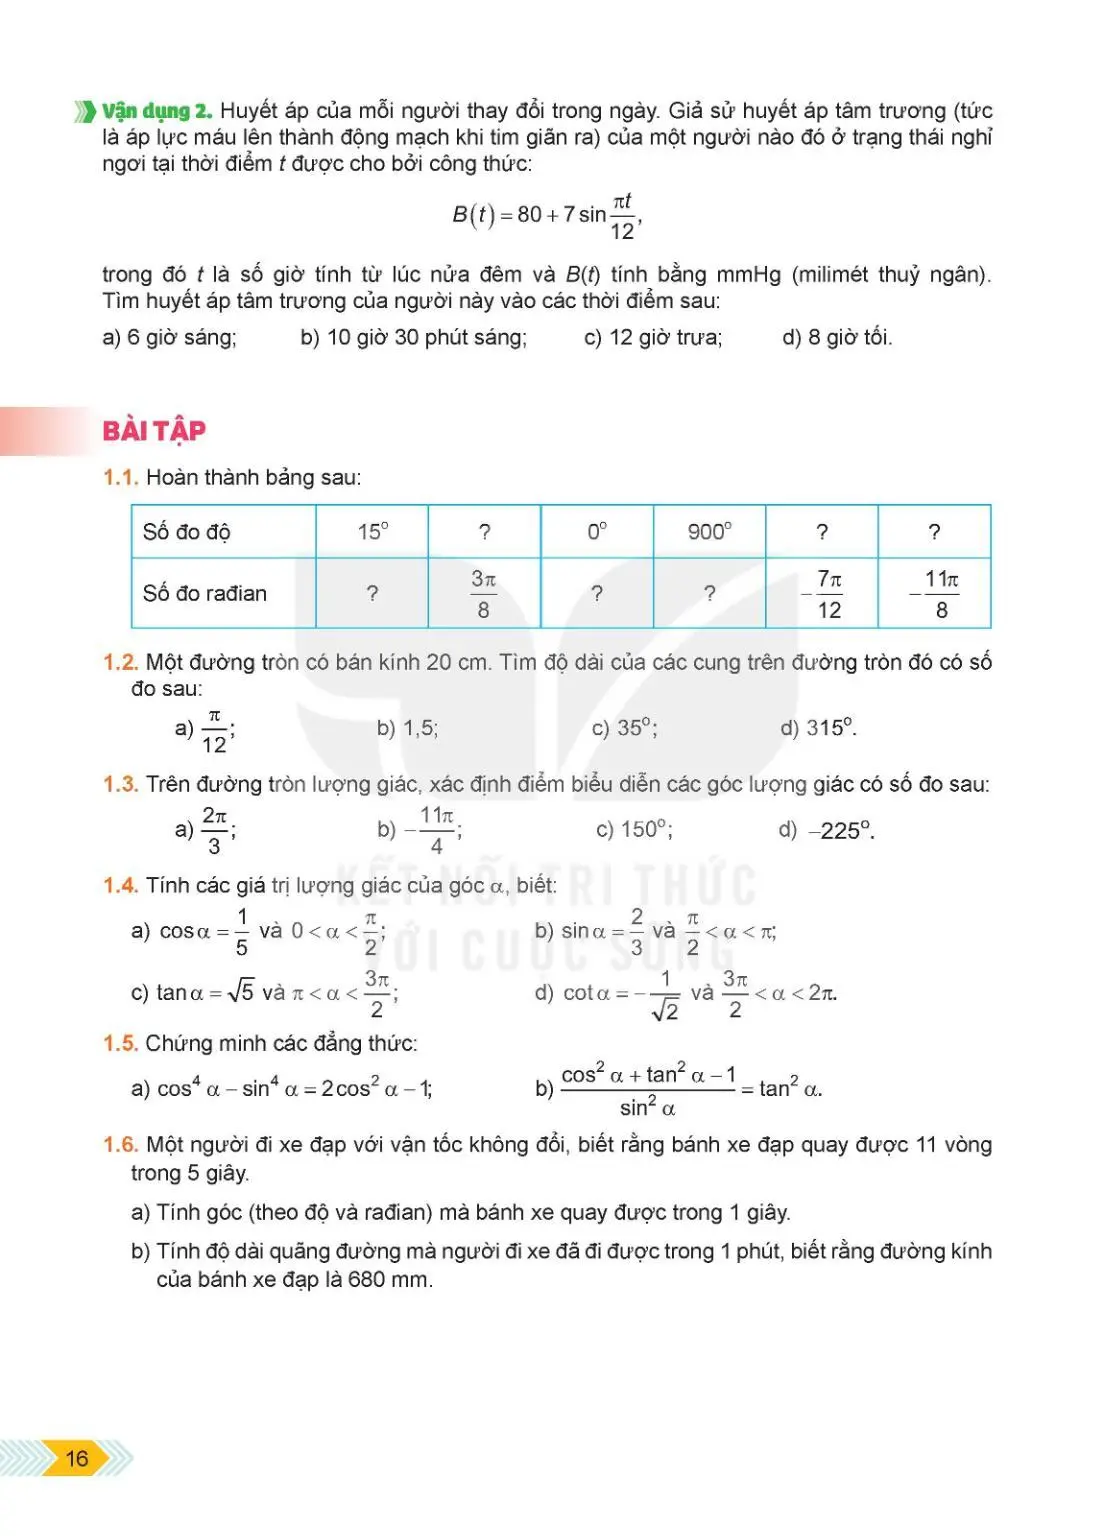 Vận dụng 2. Huyết áp của mỗi người thay đổi trong ngày. Giả sử huyết áp tâm trương (tức
là áp lực máu lên thành động mạch khi tim giãn ra) của một người nào đó ở trạng thái nghỉ
ngơi tại thời điểm t được cho bởi công thức:
B(t) = 80 + 7 sin πt/12,
trong đó t là số giờ tính từ lúc nửa đêm và B(t) tính bằng mmHg (milimét thuỷ ngân).
Tìm huyết áp tâm trương của người này vào các thời điểm sau:
a) 6 giờ sáng; b) 10 giờ 30 phút sáng; c) 12 giờ trưa; d) 8 giờ tối.
BÀI TẬP
1.1. Hoàn thành bảng sau:
Số đo độ 15° ? 0° 900° ? ?
Số đo rađian ? 3π/8 ? ? −7π/12 −11π/8
1.2. Một đường tròn có bán kính 20 cm. Tìm độ dài của các cung trên đường tròn đó có số
đo sau:
a) π/12; b) 1,5; c) 35°; d) 315°.
1.3. Trên đường tròn lượng giác, xác định điểm biểu diễn các góc lượng giác có số đo sau:
a) 2π/3; b) −11π/4; c) 150°; d) −225°.
1.4. Tính các giá trị lượng giác của góc α, biết:
a) cos α = 1/5 và 0 < α < π/2; b) sin α = 2/3 và π/2 < α < π;
c) tan α = √5 và π < α < 3π/2; d) cot α = −1/√2 và 3π/2 < α < 2π.
1.5. Chứng minh các đẳng thức:
a) cos⁴ α − sin⁴ α = 2cos² α − 1; b) (cos² α + tan² α − 1)/sin² α = tan² α.
1.6. Một người đi xe đạp với vận tốc không đổi, biết rằng bánh xe đạp quay được 11 vòng
trong 5 giây.
a) Tính góc (theo độ và rađian) mà bánh xe quay được trong 1 giây.
b) Tính độ dài quãng đường mà người đi xe đã đi được trong 1 phút, biết rằng đường kính
của bánh xe đạp là 680 mm.
KẾT NỐI TRI THỨC
VỚI CUỘC SỐNG
16